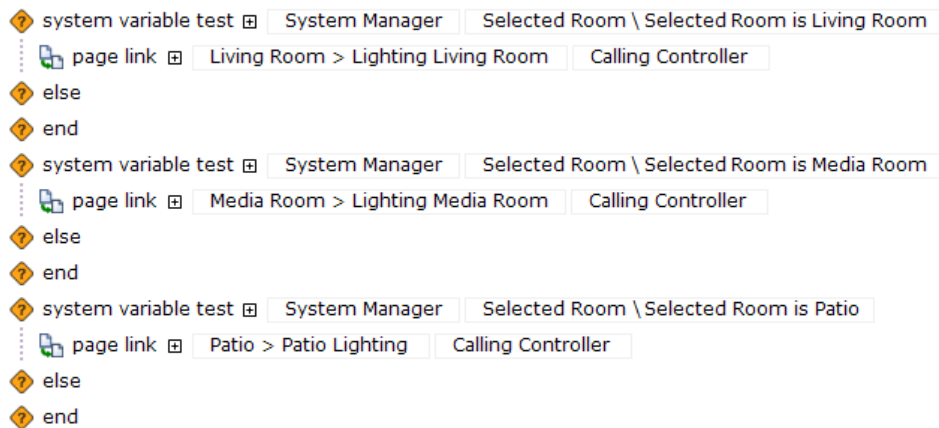 system variable test System Manager Selected Room \ Selected Room is Living Room
page link Living Room > Lighting Living Room Calling Controller
else
end
system variable test System Manager Selected Room \ Selected Room is Media Room
page link Media Room > Lighting Media Room Calling Controller
else
end
system variable test System Manager Selected Room \ Selected Room is Patio
page link Patio > Patio Lighting Calling Controller
else
end